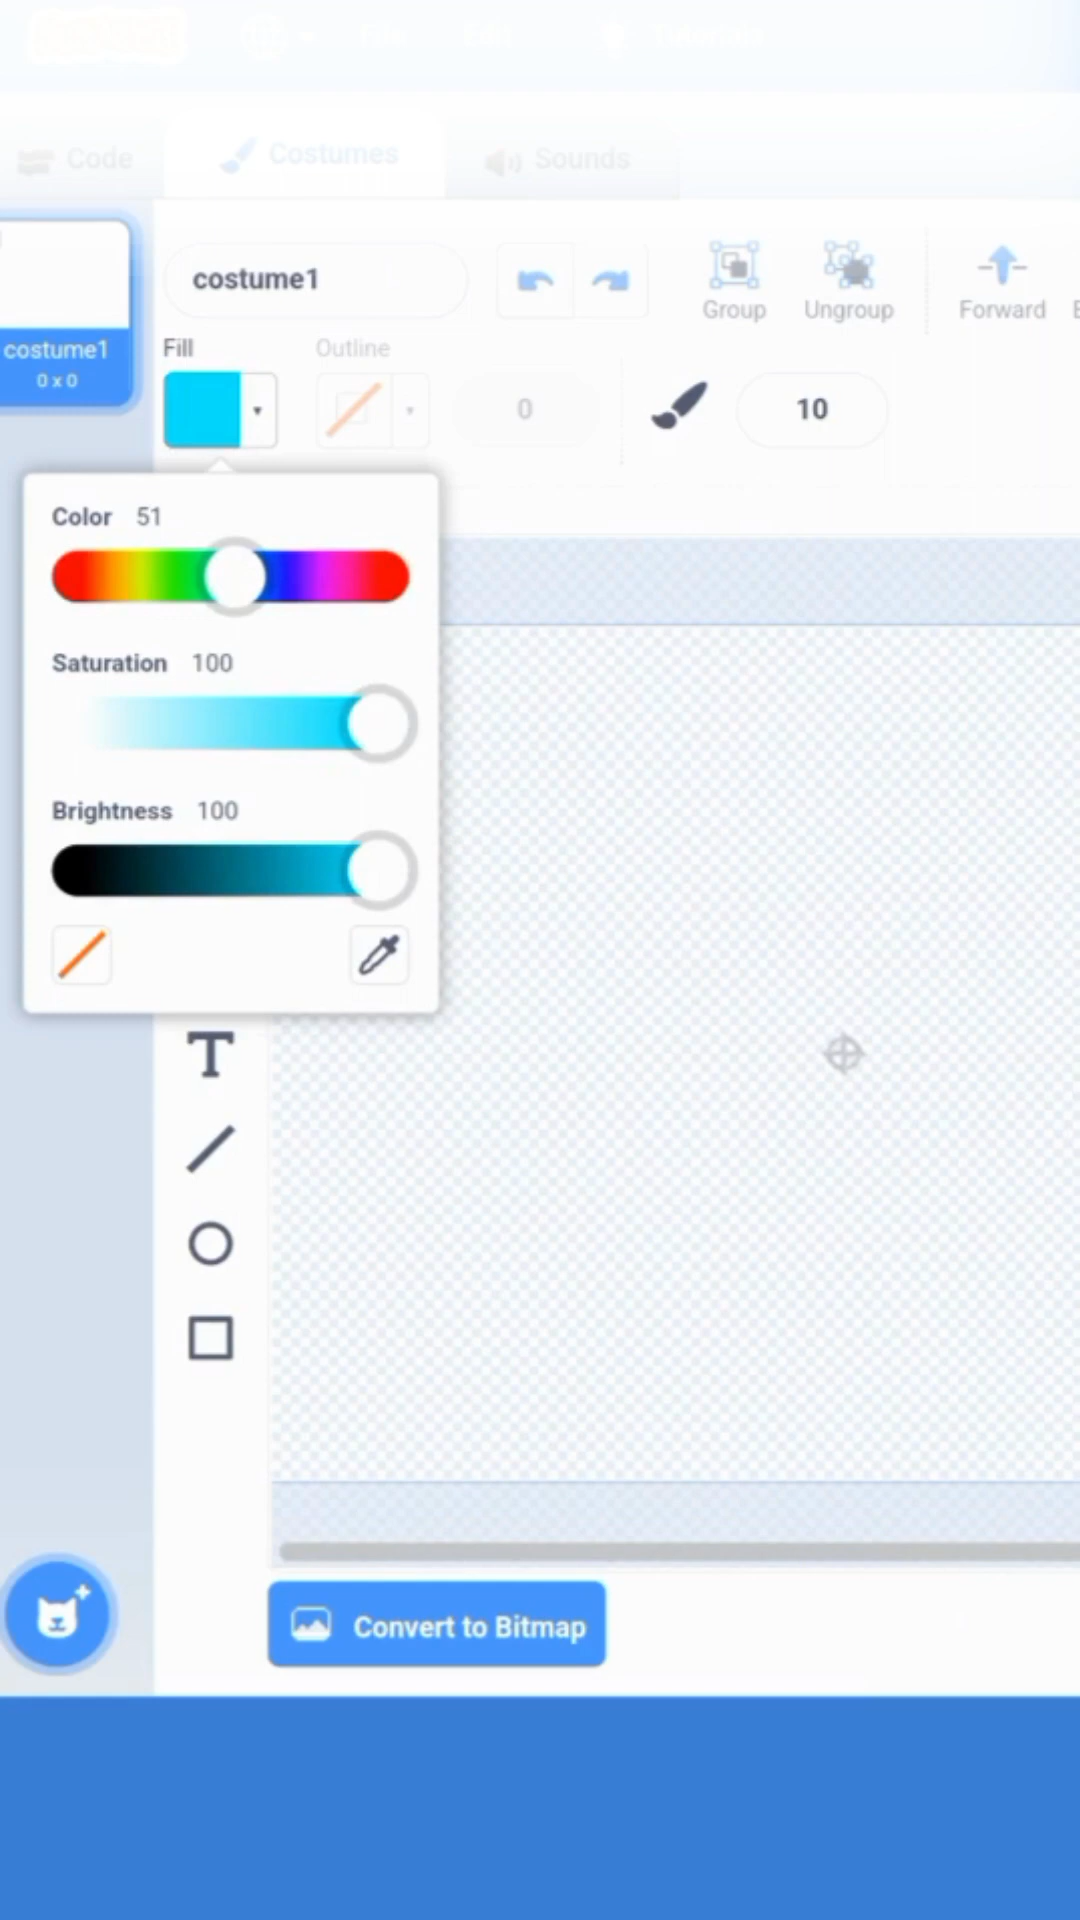 Code
Costumes
Sounds
costume1
Group
Ungroup
Forward
costume1
0 x 0
Fill
Outline
0
10
Color 51
Saturation 100
Brightness 100
T
Convert to Bitmap